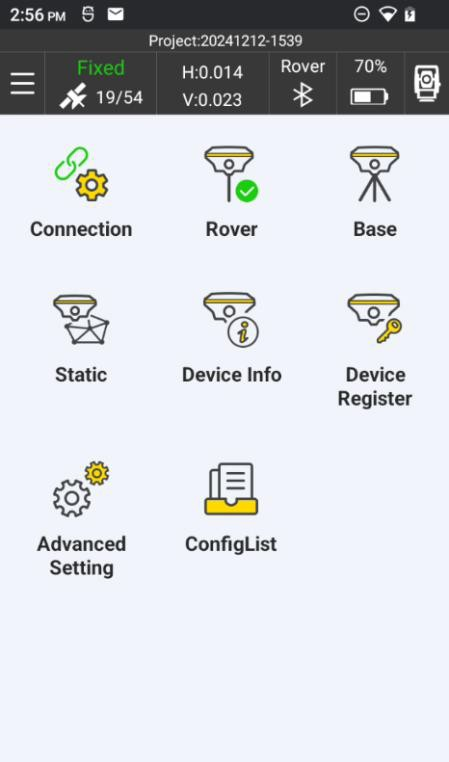 2:56 PM
Project:20241212-1539
Fixed
19/54
H:0.014
V:0.023
Rover
70%
Connection
Rover
Base
Static
Device Info
Device
Register
Advanced
Setting
ConfigList